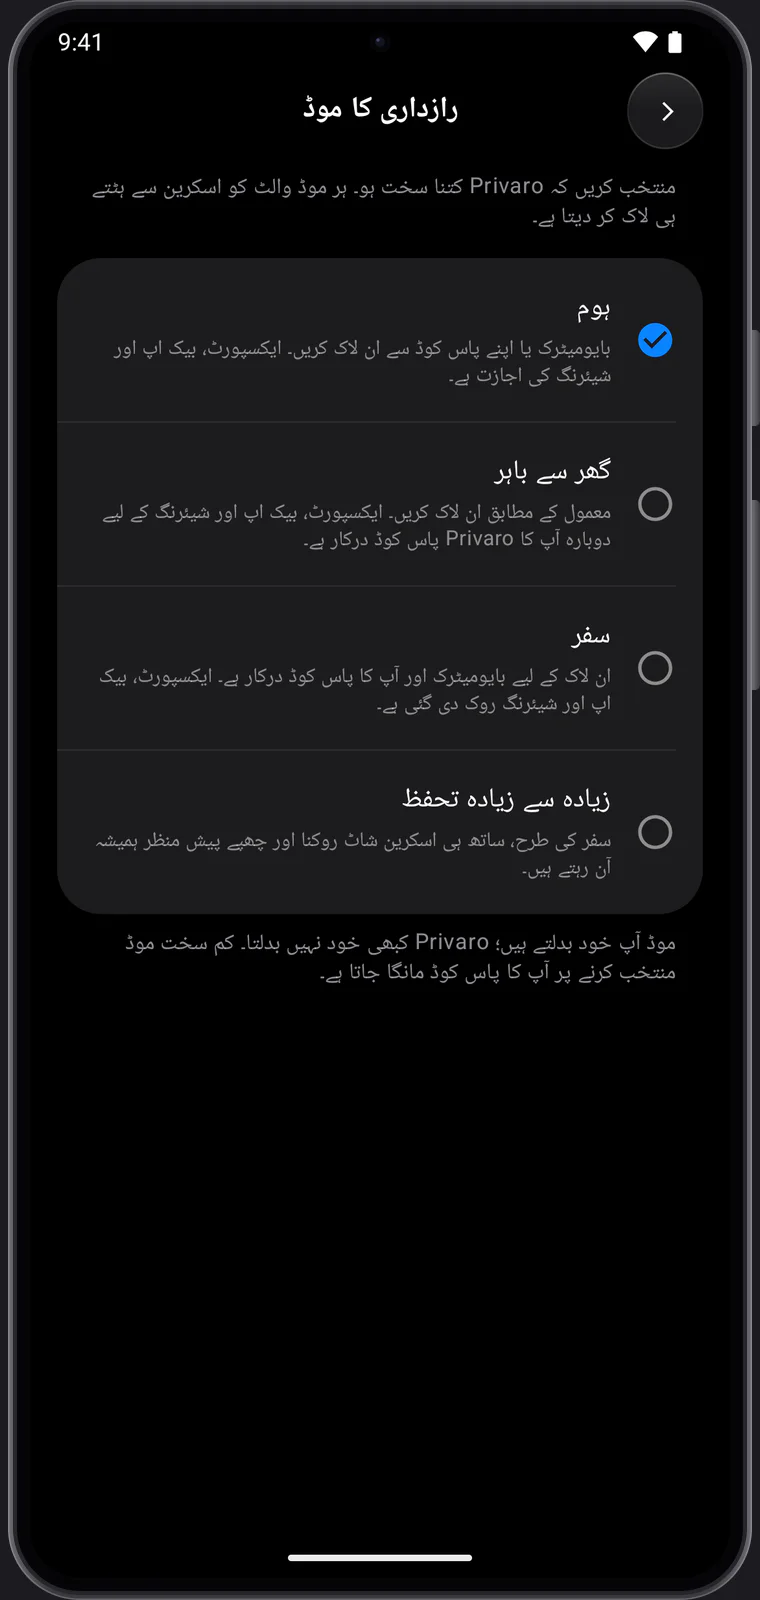 9:41
رازداری کا موڈ
منتخب کریں کہ Privaro کتنا سخت ہو۔ ہر موڈ والٹ کو اسکرین سے ہٹتے
ہی لاک کر دیتا ہے۔
ہوم
بایومیٹرک یا اپنے پاس کوڈ سے ان لاک کریں۔ ایکسپورٹ، بیک اپ اور
شیئرنگ کی اجازت ہے۔
گھر سے باہر
معمول کے مطابق ان لاک کریں۔ ایکسپورٹ، بیک اپ اور شیئرنگ کے لیے
دوبارہ آپ کا Privaro پاس کوڈ درکار ہے۔
سفر
ان لاک کے لیے بایومیٹرک اور آپ کا پاس کوڈ درکار ہے۔ ایکسپورٹ، بیک
اپ اور شیئرنگ روک دی گئی ہے۔
زیادہ سے زیادہ تحفظ
سفر کی طرح، ساتھ ہی اسکرین شاٹ روکنا اور چھپے پیش منظر ہمیشہ
آن رہتے ہیں۔
موڈ آپ خود بدلتے ہیں؛ Privaro کبھی خود نہیں بدلتا۔ کم سخت موڈ
منتخب کرنے پر آپ کا پاس کوڈ مانگا جاتا ہے۔